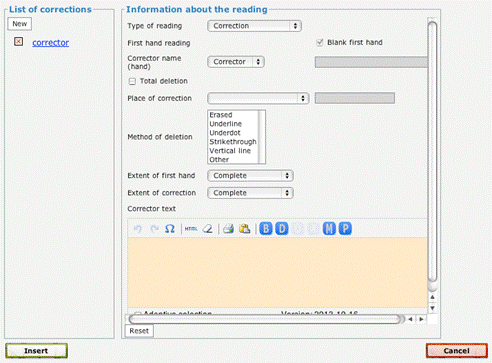 List of corrections
New
corrector
Information about the reading
Type of reading Correction
First hand reading Blank first hand
Corrector name (hand) Corrector
Total deletion
Place of correction
Method of deletion
Erased
Underline
Underdot
Strikethrough
Vertical line
Other
Extent of first hand Complete
Extent of correction Complete
Corrector text
HTML B D M P
Adaptive selection Version: 2013-10-16
Reset
Insert Cancel